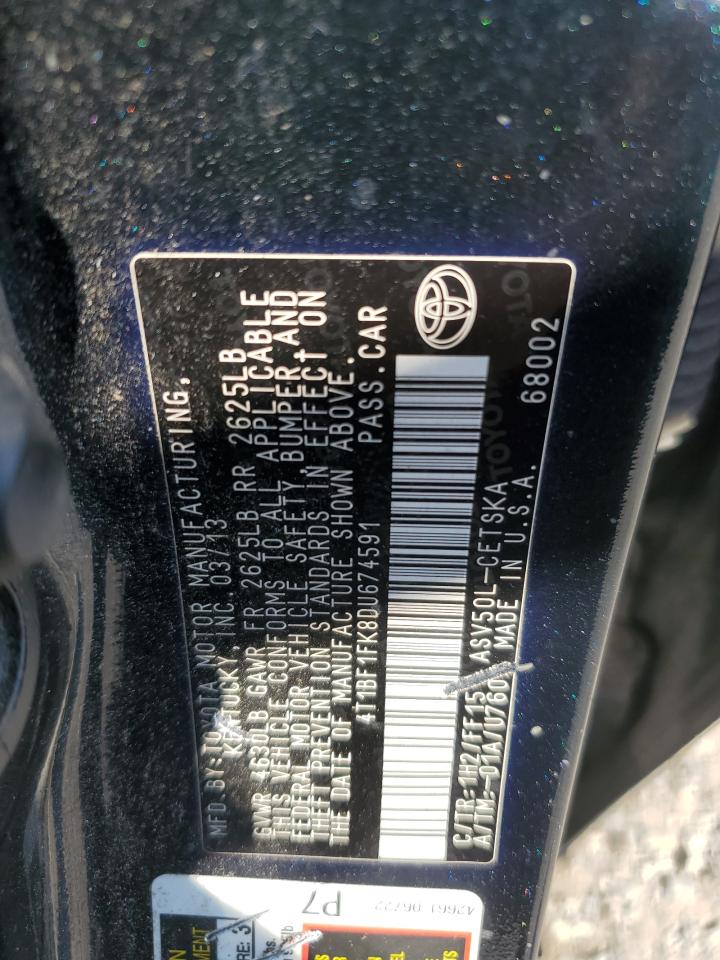 MFD. BY: TOYOTA MOTOR MANUFACTURING,
KENTUCKY, INC. 03/13
GVWR 4630LB GAWR FR 2625LB RR 2625LB
THIS VEHICLE CONFORMS TO ALL APPLICABLE
FEDERAL MOTOR VEHICLE SAFETY, BUMPER, AND
THEFT PREVENTION STANDARDS IN EFFECT ON
THE DATE OF MANUFACTURE SHOWN ABOVE.
4T1BF1FK8DU674591 PASS. CAR
C/TR: 1H2/FF15 ASV50L-CETSKA
A/TM: -01A/U760 MADE IN U.S.A.
68002
P7
42661 06722